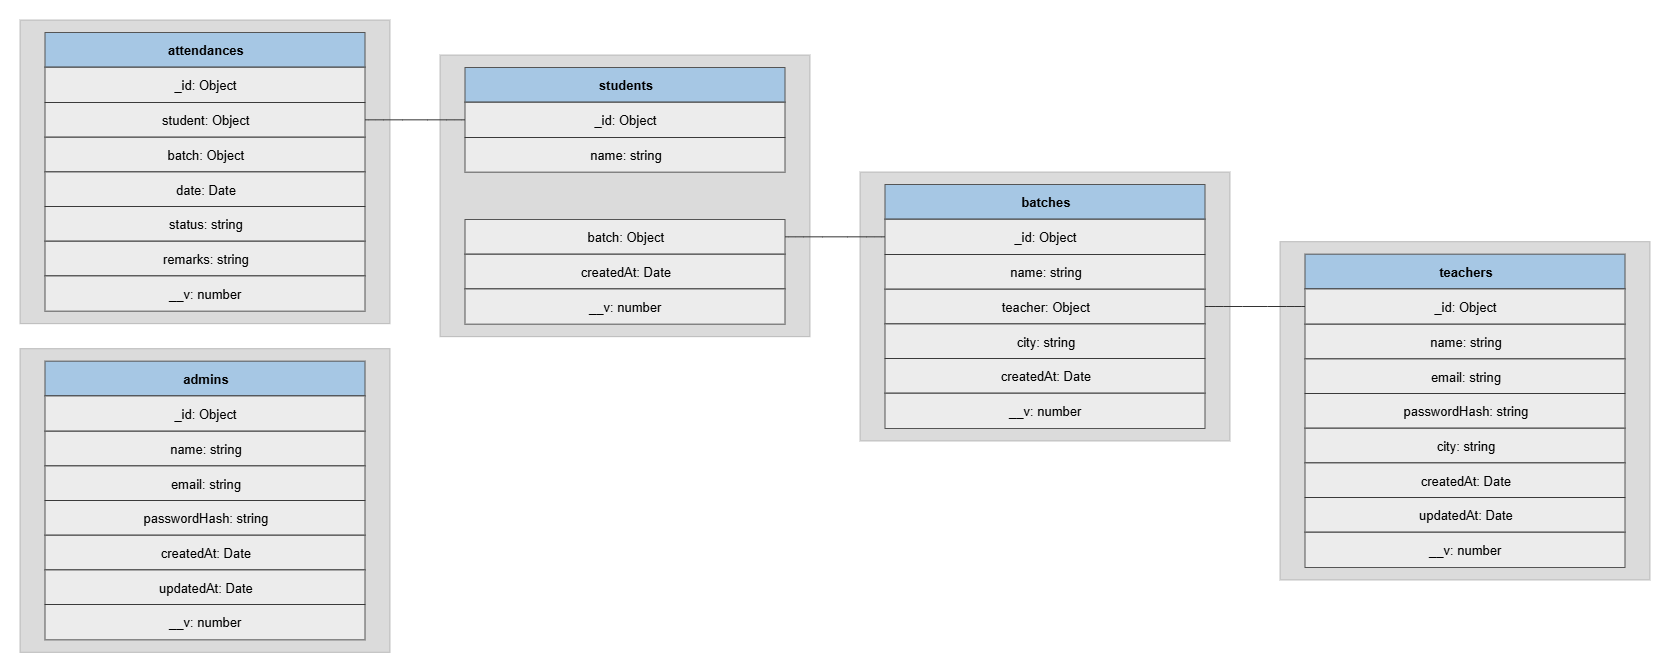 attendances
_id: Object
student: Object
batch: Object
date: Date
status: string
remarks: string
__v: number
students
_id: Object
name: string
batch: Object
createdAt: Date
__v: number
batches
_id: Object
name: string
teacher: Object
city: string
createdAt: Date
__v: number
teachers
_id: Object
name: string
email: string
passwordHash: string
city: string
createdAt: Date
updatedAt: Date
__v: number
admins
_id: Object
name: string
email: string
passwordHash: string
createdAt: Date
updatedAt: Date
__v: number